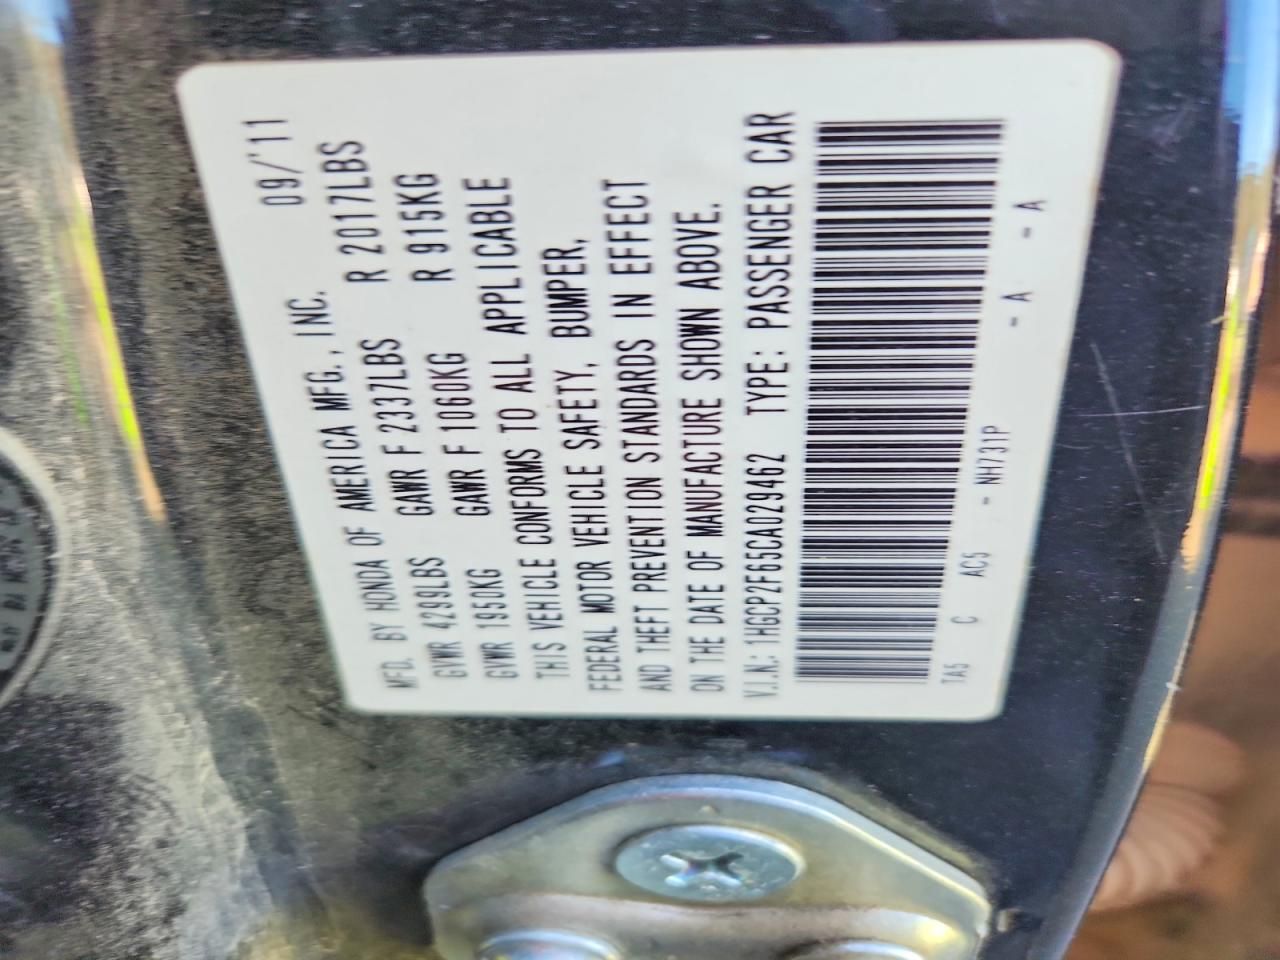 MFD. BY HONDA OF AMERICA MFG., INC. 09/'11
GVWR 4299LBS GAWR F 2337LBS R 2017LBS
GVWR 1950KG GAWR F 1060KG R 915KG
THIS VEHICLE CONFORMS TO ALL APPLICABLE
FEDERAL MOTOR VEHICLE SAFETY, BUMPER,
AND THEFT PREVENTION STANDARDS IN EFFECT
ON THE DATE OF MANUFACTURE SHOWN ABOVE.
V.I.N.: 1HGCP2F65CA029462 TYPE: PASSENGER CAR
TA5 C AC5 - NH731P - A - A